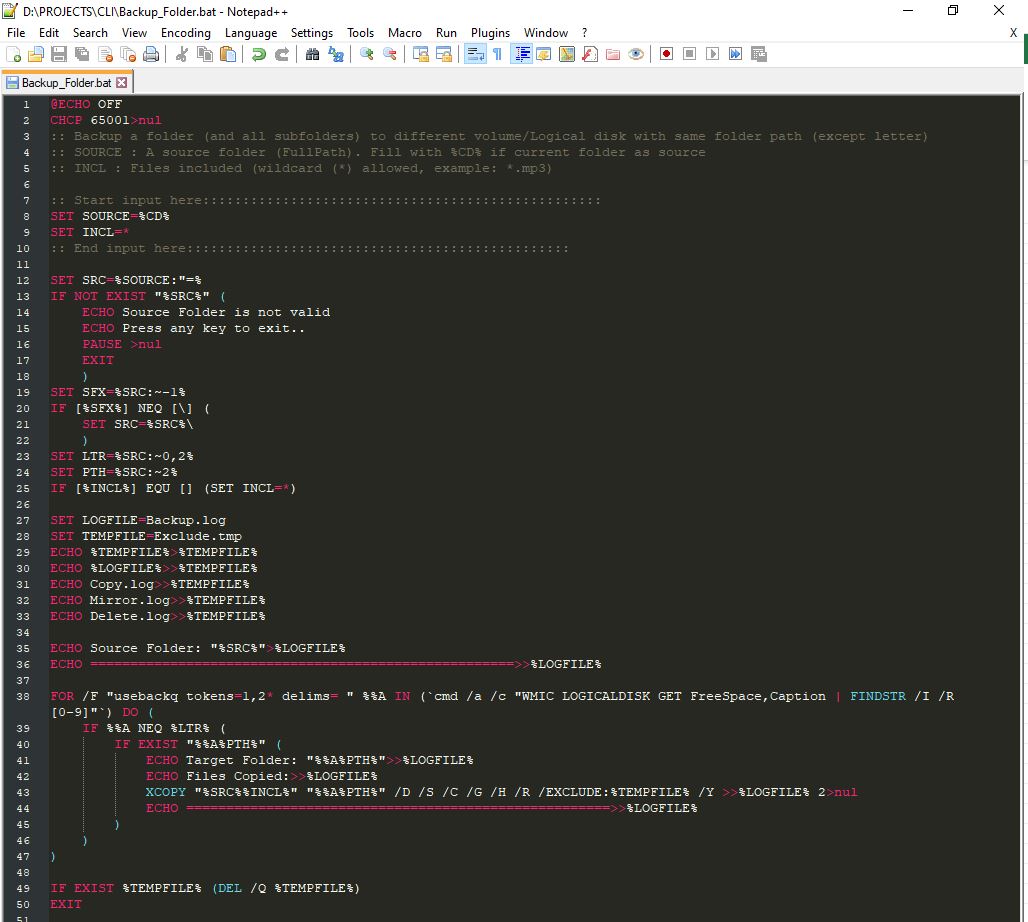 D:\PROJECTS\CLI\Backup_Folder.bat - Notepad++
File Edit Search View Encoding Language Settings Tools Macro Run Plugins Window ? X
Backup_Folder.bat
1 @ECHO OFF
2 CHCP 65001>nul
3 :: Backup a folder (and all subfolders) to different volume/Logical disk with same folder path (except letter)
4 :: SOURCE : A source folder (FullPath). Fill with %CD% if current folder as source
5 :: INCL : Files included (wildcard (*) allowed, example: *.mp3)
6
7 :: Start input here::::::::::::::::::::::::::::::::::::::::::::::::::
8 SET SOURCE=%CD%
9 SET INCL=*
10 :: End input here::::::::::::::::::::::::::::::::::::::::::::::::
11
12 SET SRC=%SOURCE:"=%
13 IF NOT EXIST "%SRC%" (
14 ECHO Source Folder is not valid
15 ECHO Press any key to exit..
16 PAUSE >nul
17 EXIT
18 )
19 SET SFX=%SRC:~-1%
20 IF [%SFX%] NEQ [\] (
21 SET SRC=%SRC%\
22 )
23 SET LTR=%SRC:~0,2%
24 SET PTH=%SRC:~2%
25 IF [%INCL%] EQU [] (SET INCL=*)
26
27 SET LOGFILE=Backup.log
28 SET TEMPFILE=Exclude.tmp
29 ECHO %TEMPFILE%>%TEMPFILE%
30 ECHO %LOGFILE%>>%TEMPFILE%
31 ECHO Copy.log>>%TEMPFILE%
32 ECHO Mirror.log>>%TEMPFILE%
33 ECHO Delete.log>>%TEMPFILE%
34
35 ECHO Source Folder: "%SRC%">%LOGFILE%
36 ECHO =====================================================>>%LOGFILE%
37
38 FOR /F "usebackq tokens=1,2* delims= " %%A IN (`cmd /a /c "WMIC LOGICALDISK GET FreeSpace,Caption | FINDSTR /I /R
[0-9]"`) DO (
39 IF %%A NEQ %LTR% (
40 IF EXIST "%%A%PTH%" (
41 ECHO Target Folder: "%%A%PTH%">>%LOGFILE%
42 ECHO Files Copied:>>%LOGFILE%
43 XCOPY "%SRC%%INCL%" "%%A%PTH%" /D /S /C /G /H /R /EXCLUDE:%TEMPFILE% /Y >>%LOGFILE% 2>nul
44 ECHO =====================================================>>%LOGFILE%
45 )
46 )
47 )
48
49 IF EXIST %TEMPFILE% (DEL /Q %TEMPFILE%)
50 EXIT
51